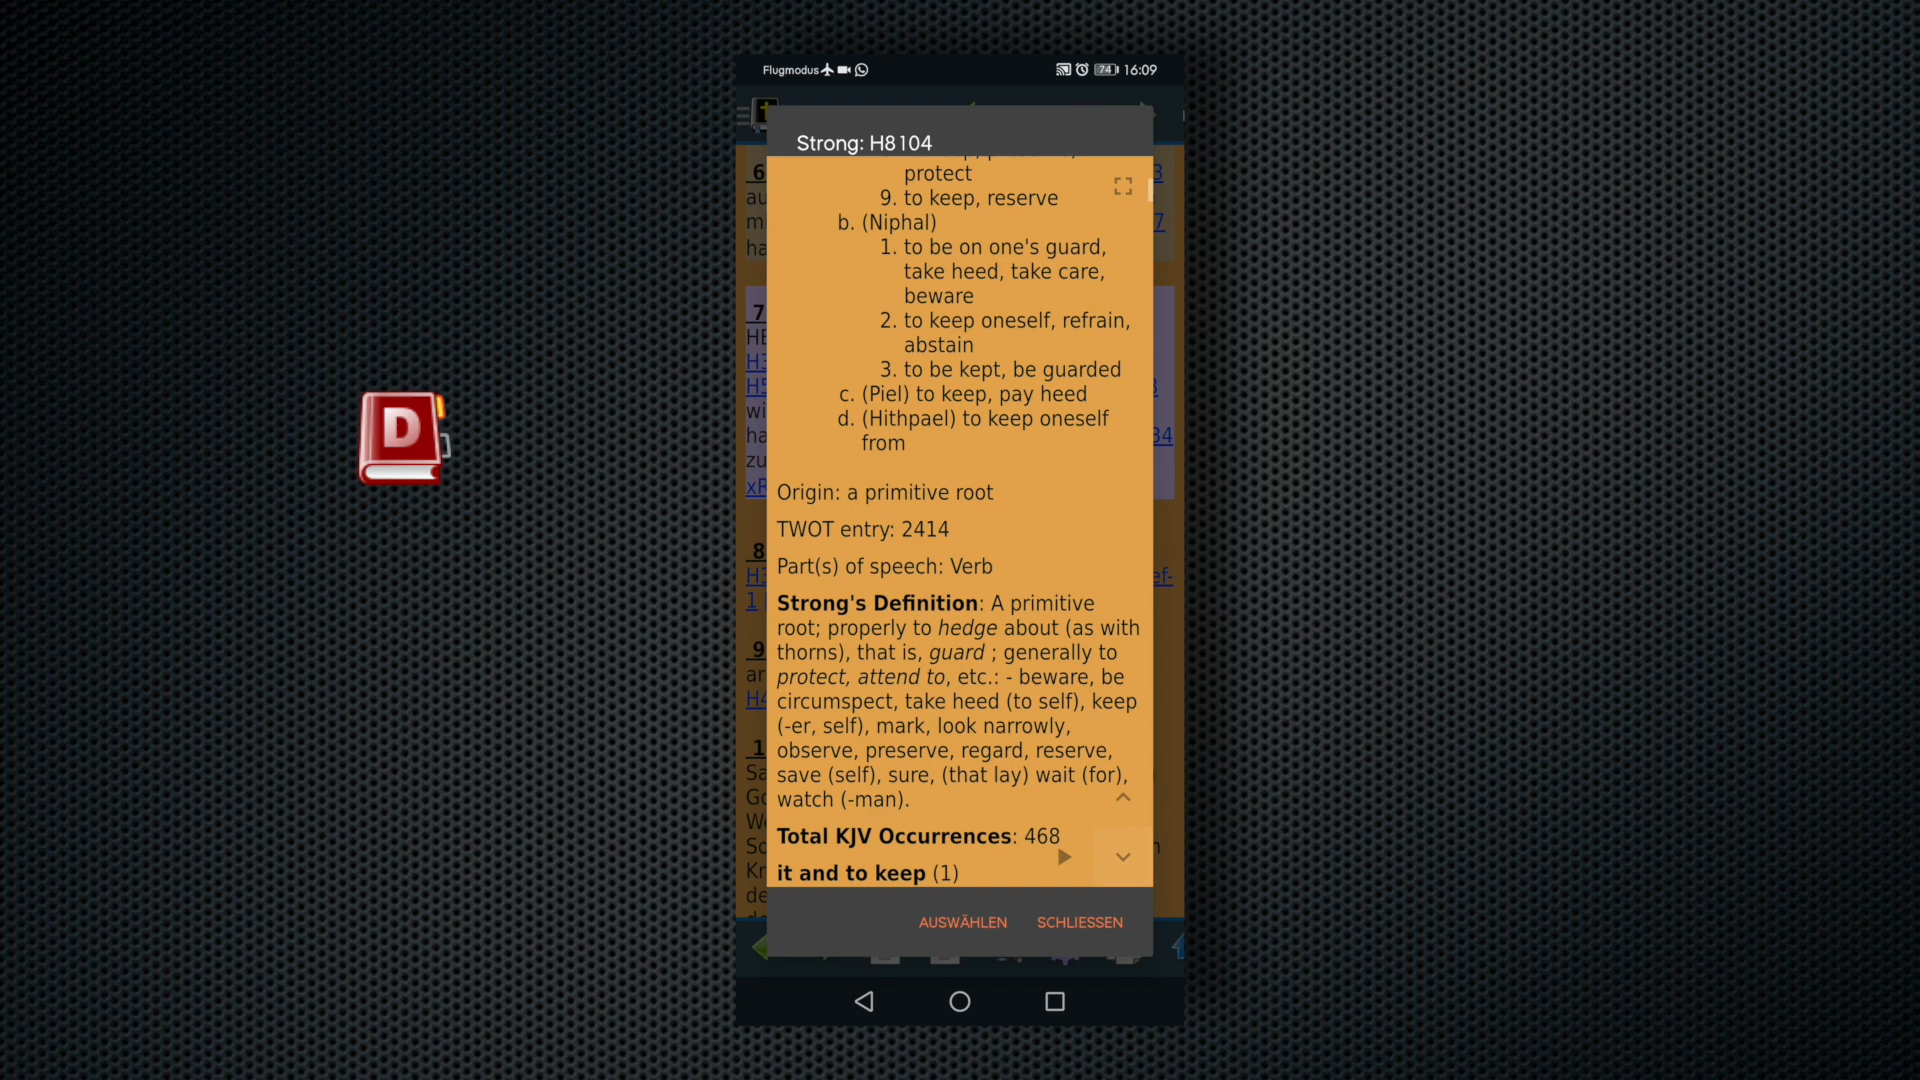 Flugmodus 74 16:09
Strong: H8104
protect
9. to keep, reserve
b. (Niphal)
1. to be on one's guard,
take heed, take care,
beware
2. to keep oneself, refrain,
abstain
3. to be kept, be guarded
c. (Piel) to keep, pay heed
d. (Hithpael) to keep oneself
from
Origin: a primitive root
TWOT entry: 2414
Part(s) of speech: Verb
Strong's Definition: A primitive
root; properly to hedge about (as with
thorns), that is, guard ; generally to
protect, attend to, etc.: - beware, be
circumspect, take heed (to self), keep
(-er, self), mark, look narrowly,
observe, preserve, regard, reserve,
save (self), sure, (that lay) wait (for),
watch (-man).
Total KJV Occurrences: 468
it and to keep (1)
AUSWÄHLEN SCHLIESSEN
D
6
7
8
9